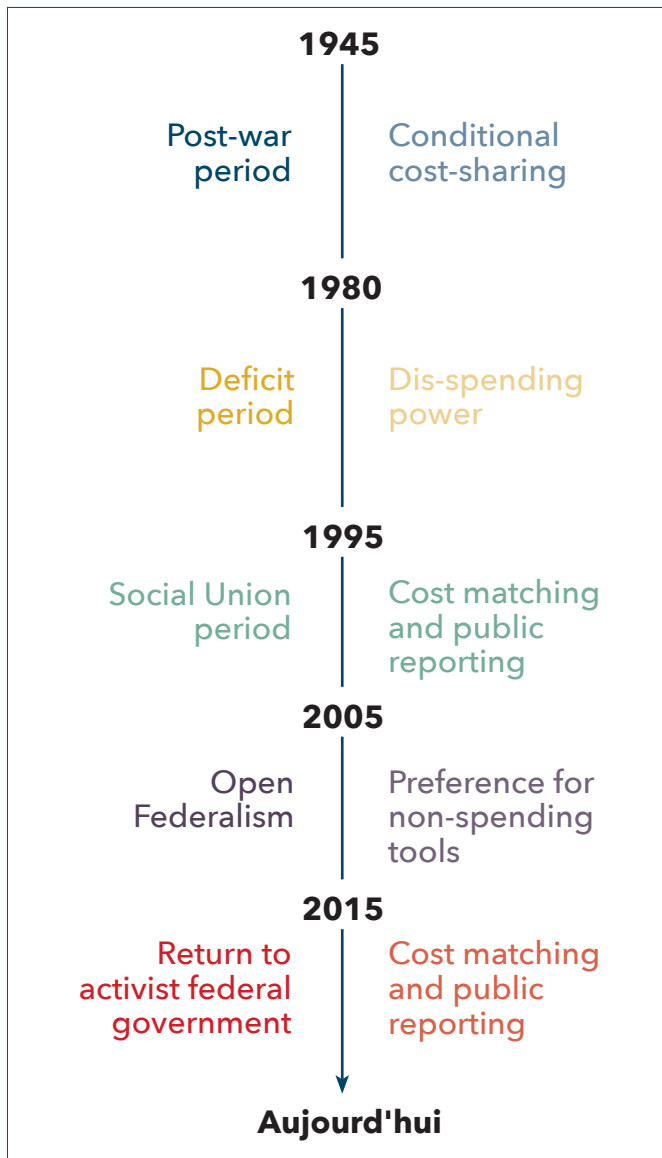 1945
Post-war
period
Conditional
cost-sharing
1980
Deficit
period
Dis-spending
power
1995
Social Union
period
Cost matching
and public
reporting
2005
Open
Federalism
Preference for
non-spending
tools
2015
Return to
activist federal
government
Cost matching
and public
reporting
Aujourd'hui